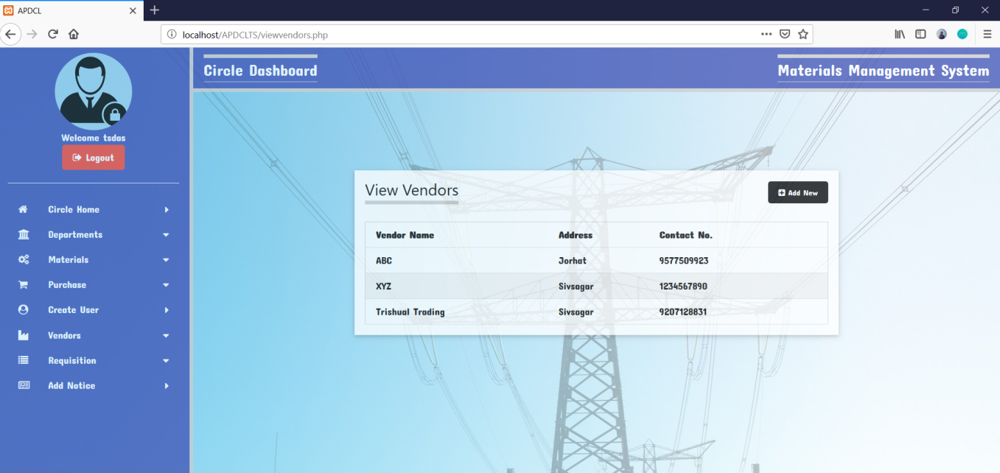 APDCL
localhost/APDCLTS/viewvendors.php
Circle Dashboard
Materials Management System
Welcome tsdas
Logout
Circle Home
Departments
Materials
Purchase
Create User
Vendors
Requisition
Add Notice
View Vendors
Add New
Vendor Name Address Contact No.
ABC Jorhat 9577509923
XYZ Sivsagar 1234567890
Trishual Trading Sivsagar 9207128831